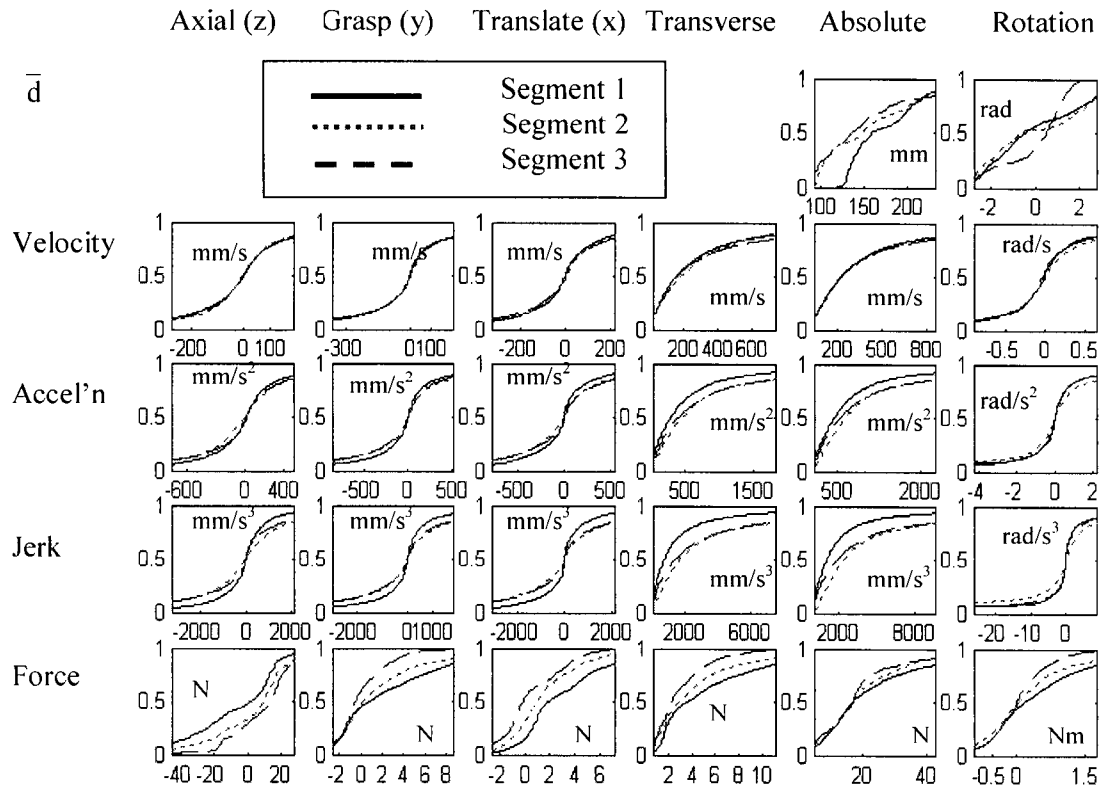 Axial (z) Grasp (y) Translate (x) Transverse Absolute Rotation
d
Segment 1
Segment 2
Segment 3
1 0.5 0 mm 100 150 200
1 0.5 0 rad -2 0 2
Velocity
1 0.5 0 mm/s -200 0 100
1 0.5 0 mm/s -300 0 100
1 0.5 0 mm/s -200 0 200
1 0.5 0 mm/s 200 400 600
1 0.5 0 mm/s 200 500 800
1 0.5 0 rad/s -0.5 0 0.5
Accel'n
1 0.5 0 mm/s² -500 0 400
1 0.5 0 mm/s² -500 0 500
1 0.5 0 mm/s² -500 0 500
1 0.5 0 mm/s² 500 1500
1 0.5 0 mm/s² 500 2000
1 0.5 0 rad/s² -4 -2 0 2
Jerk
1 0.5 0 mm/s³ -2000 0 2000
1 0.5 0 mm/s³ -2000 0 1000
1 0.5 0 mm/s³ -2000 0 2000
1 0.5 0 mm/s³ 2000 6000
1 0.5 0 mm/s³ 2000 8000
1 0.5 0 rad/s³ -20 -10 0
Force
1 0.5 0 N -40 -20 0 20
1 0.5 0 N -2 0 2 4 6 8
1 0.5 0 N -2 0 2 4 6
1 0.5 0 N 2 4 6 8 10
1 0.5 0 N 20 40
1 0.5 0 Nm -0.5 0 1.5